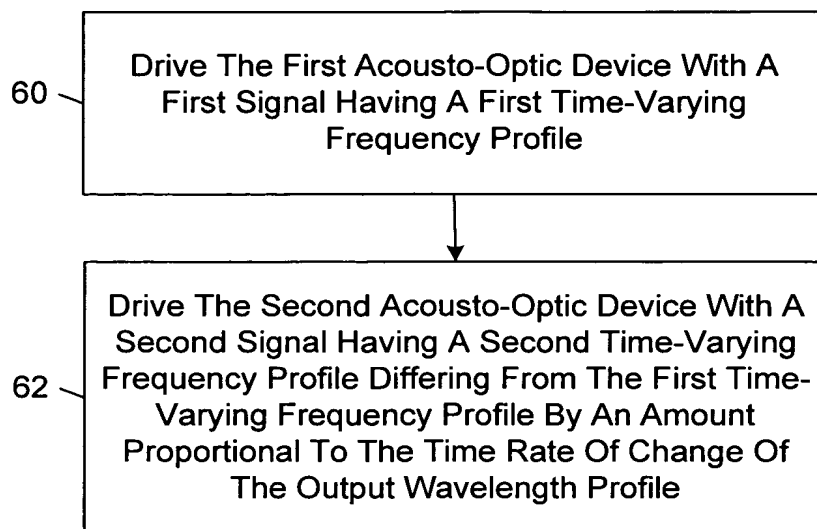 60
Drive The First Acousto-Optic Device With A
First Signal Having A First Time-Varying
Frequency Profile
62
Drive The Second Acousto-Optic Device With A
Second Signal Having A Second Time-Varying
Frequency Profile Differing From The First Time-
Varying Frequency Profile By An Amount
Proportional To The Time Rate Of Change Of
The Output Wavelength Profile